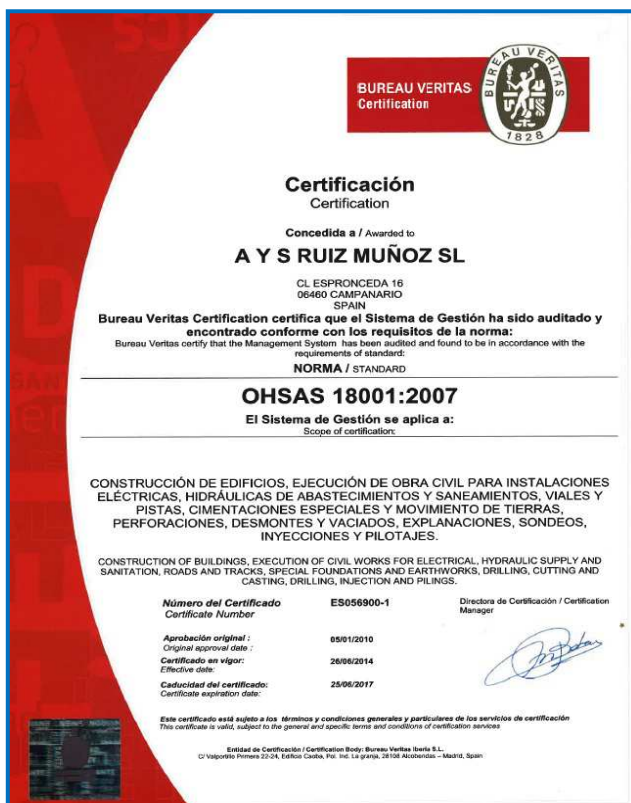 BUREAU VERITAS
Certification
BUREAU VERITAS
1828
Certificación
Certification
Concedida a / Awarded to
A Y S RUIZ MUÑOZ SL
CL ESPRONCEDA 16
06460 CAMPANARIO
SPAIN
Bureau Veritas Certification certifica que el Sistema de Gestión ha sido auditado y
encontrado conforme con los requisitos de la norma:
Bureau Veritas certify that the Management System has been audited and found to be in accordance with the
requirements of standard:
NORMA / STANDARD
OHSAS 18001:2007
El Sistema de Gestión se aplica a:
Scope of certification:
CONSTRUCCIÓN DE EDIFICIOS, EJECUCIÓN DE OBRA CIVIL PARA INSTALACIONES
ELÉCTRICAS, HIDRÁULICAS DE ABASTECIMIENTOS Y SANEAMIENTOS, VIALES Y
PISTAS, CIMENTACIONES ESPECIALES Y MOVIMIENTO DE TIERRAS,
PERFORACIONES, DESMONTES Y VACIADOS, EXPLANACIONES, SONDEOS,
INYECCIONES Y PILOTAJES.
CONSTRUCTION OF BUILDINGS, EXECUTION OF CIVIL WORKS FOR ELECTRICAL, HYDRAULIC SUPPLY AND
SANITATION, ROADS AND TRACKS, SPECIAL FOUNDATIONS AND EARTHWORKS, DRILLING, CUTTING AND
CASTING, DRILLING, INJECTION AND PILINGS.
Número del Certificado ES056900-1 Directora de Certificación / Certification
Certificate Number Manager
Aprobación original : 05/01/2010
Original approval date :
Certificado en vigor: 26/06/2014
Effective date:
Caducidad del certificado: 25/06/2017
Certificate expiration date:
Este certificado está sujeto a los términos y condiciones generales y particulares de los servicios de certificación
This certificate is valid, subject to the general and specific terms and conditions of certification services
Entidad de Certificación / Certification Body: Bureau Veritas Iberia S.L.
C/ Valportillo Primera 22-24, Edificio Caoba, Pol. Ind. La granja, 28108 Alcobendas – Madrid, Spain